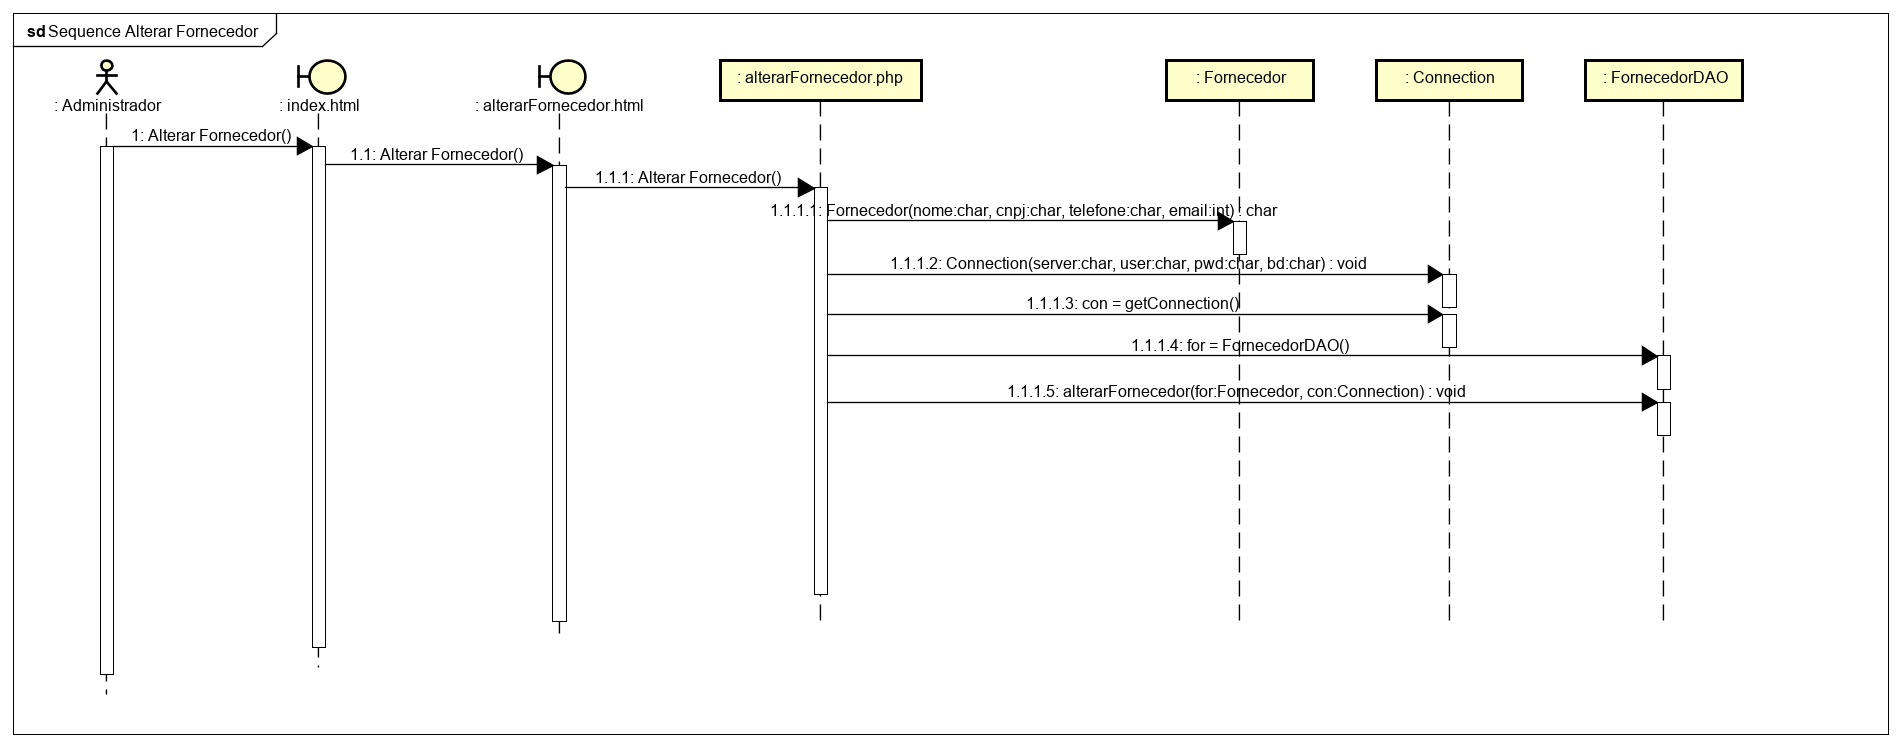 sd Sequence Alterar Fornecedor
: Administrador
: index.html
: alterarFornecedor.html
: alterarFornecedor.php
: Fornecedor
: Connection
: FornecedorDAO
1: Alterar Fornecedor()
1.1: Alterar Fornecedor()
1.1.1: Alterar Fornecedor()
1.1.1.1: Fornecedor(nome:char, cnpj:char, telefone:char, email:int) : char
1.1.1.2: Connection(server:char, user:char, pwd:char, bd:char) : void
1.1.1.3: con = getConnection()
1.1.1.4: for = FornecedorDAO()
1.1.1.5: alterarFornecedor(for:Fornecedor, con:Connection) : void